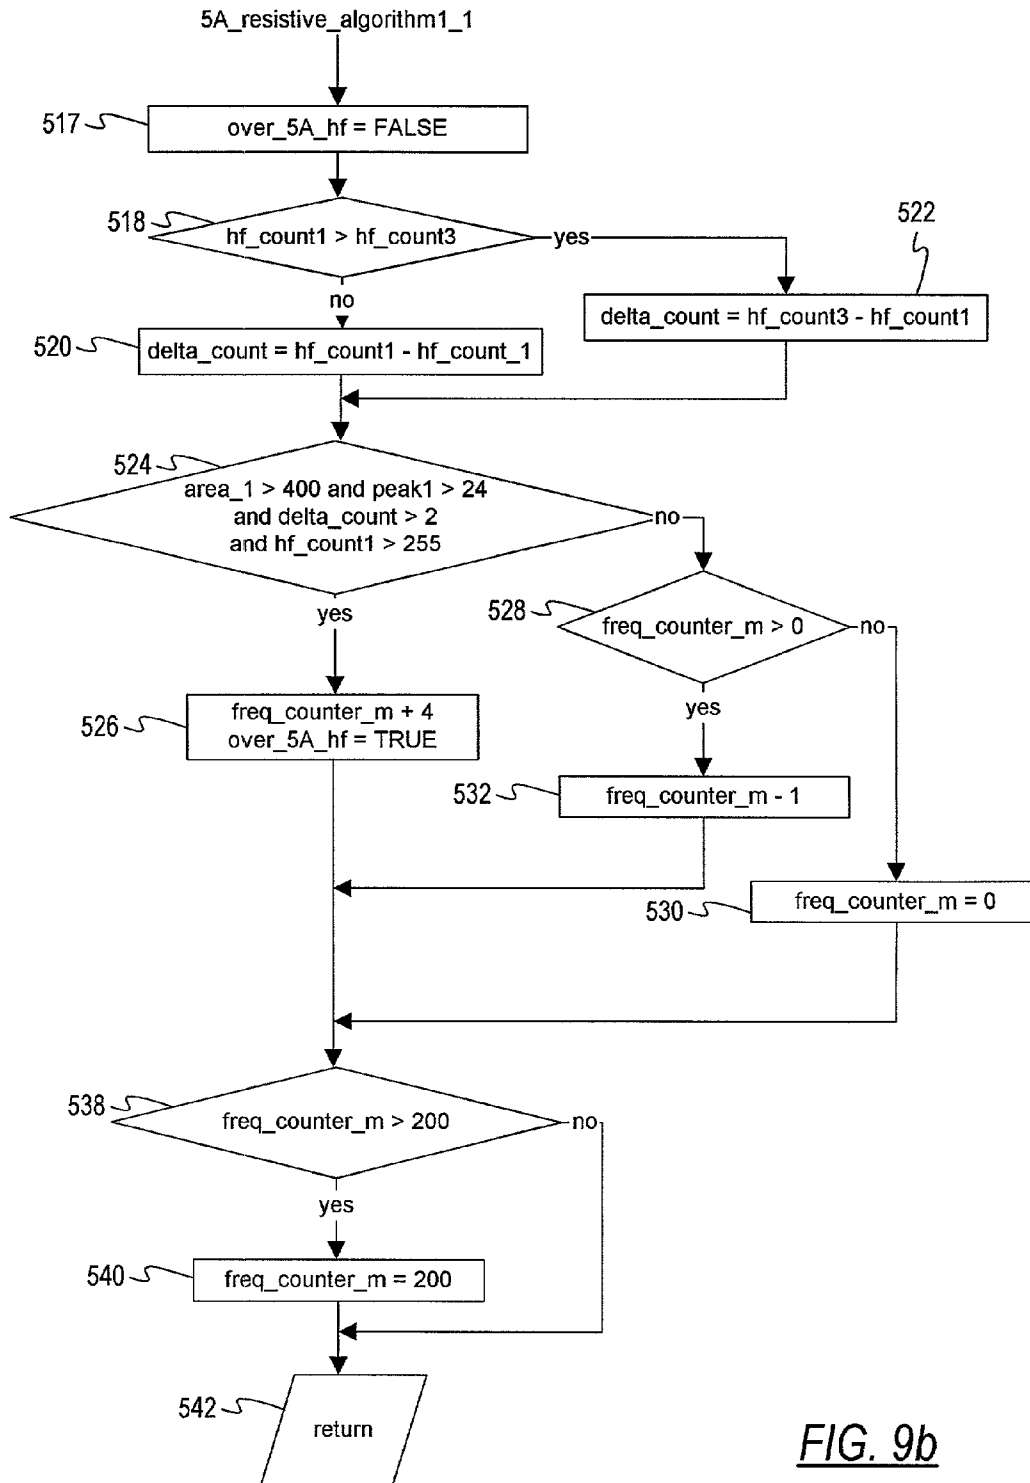 5A_resistive_algorithm1_1
517
over_5A_hf = FALSE
518
hf_count1 > hf_count3
yes
522
no
delta_count = hf_count3 - hf_count1
520
delta_count = hf_count1 - hf_count_1
524
area_1 > 400 and peak1 > 24
and delta_count > 2
and hf_count1 > 255
no
yes
528
freq_counter_m > 0
no
yes
526
freq_counter_m + 4
over_5A_hf = TRUE
532
freq_counter_m - 1
530
freq_counter_m = 0
538
freq_counter_m > 200
no
yes
540
freq_counter_m = 200
542
return
FIG. 9b